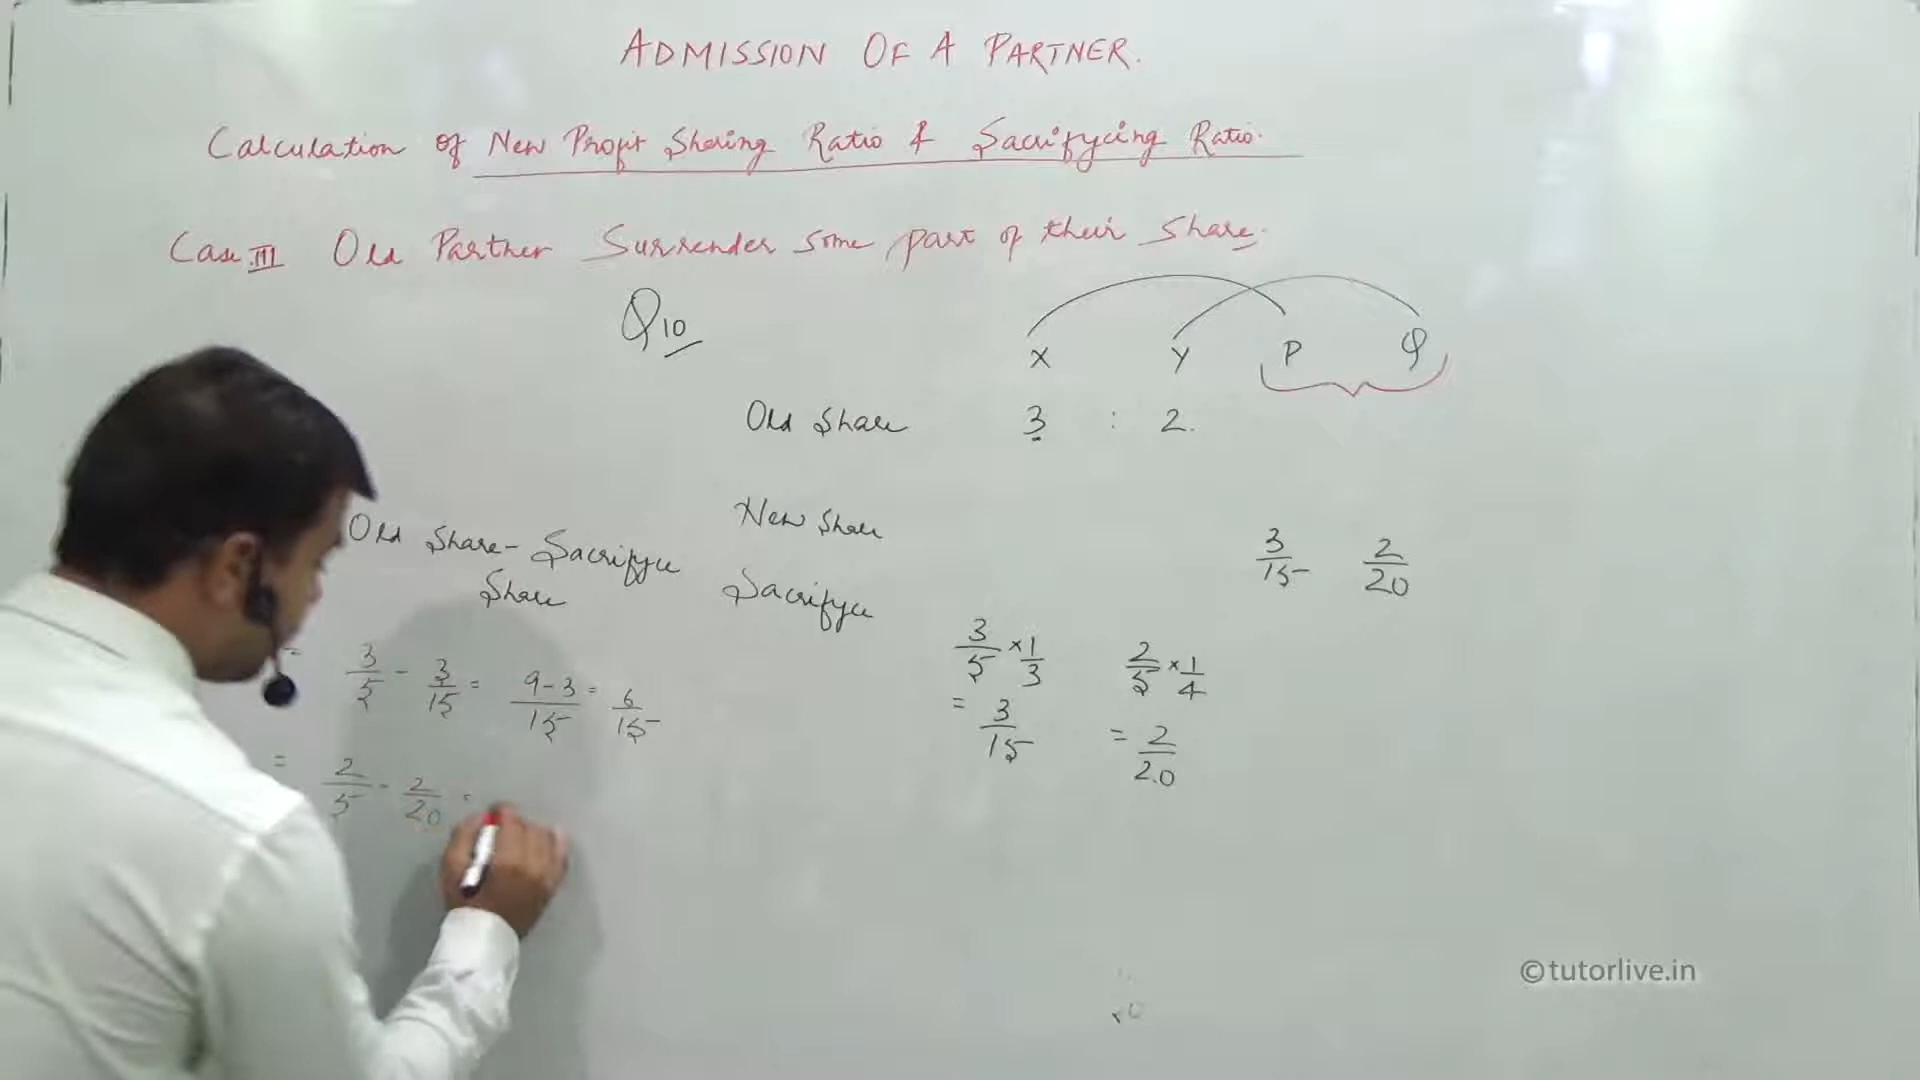 ADMISSION OF A PARTNER.
Calculation of New Profit Sharing Ratio & Sacrifycing Ratio.
Case III Old Partner Surrender some part of their Share.
Q10
X Y P Q
Old Share 3 : 2.
New Share 3/15 2/20
Old Share - Sacrifyce Share
Sacrifyce 3/5 × 1/3 2/5 × 1/4
= 3/15 = 2/20
= 3/5 - 3/15 = 9-3/15 = 6/15
= 2/5 - 2/20 =
©tutorlive.in